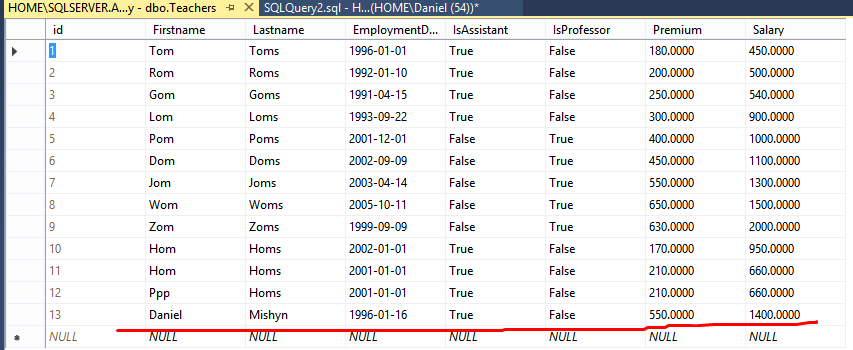 HOME\SQLSERVER.A...y - dbo.Teachers SQLQuery2.sql - H...(HOME\Daniel (54))*
id Firstname Lastname EmploymentD... IsAssistant IsProfessor Premium Salary
1 Tom Toms 1996-01-01 True False 180.0000 450.0000
2 Rom Roms 1992-01-10 True False 200.0000 500.0000
3 Gom Goms 1991-04-15 True False 250.0000 540.0000
4 Lom Loms 1993-09-22 True False 300.0000 900.0000
5 Pom Poms 2001-12-01 False True 400.0000 1000.0000
6 Dom Doms 2002-09-09 False True 450.0000 1100.0000
7 Jom Joms 2003-04-14 False True 550.0000 1300.0000
8 Wom Woms 2005-10-11 False True 650.0000 1500.0000
9 Zom Zoms 1999-09-09 False True 630.0000 2000.0000
10 Hom Homs 2002-01-01 True False 170.0000 950.0000
11 Hom Homs 2001-01-01 True False 210.0000 660.0000
12 Ppp Homs 2001-01-01 True False 210.0000 660.0000
13 Daniel Mishyn 1996-01-16 True False 550.0000 1400.0000
NULL NULL NULL NULL NULL NULL NULL NULL